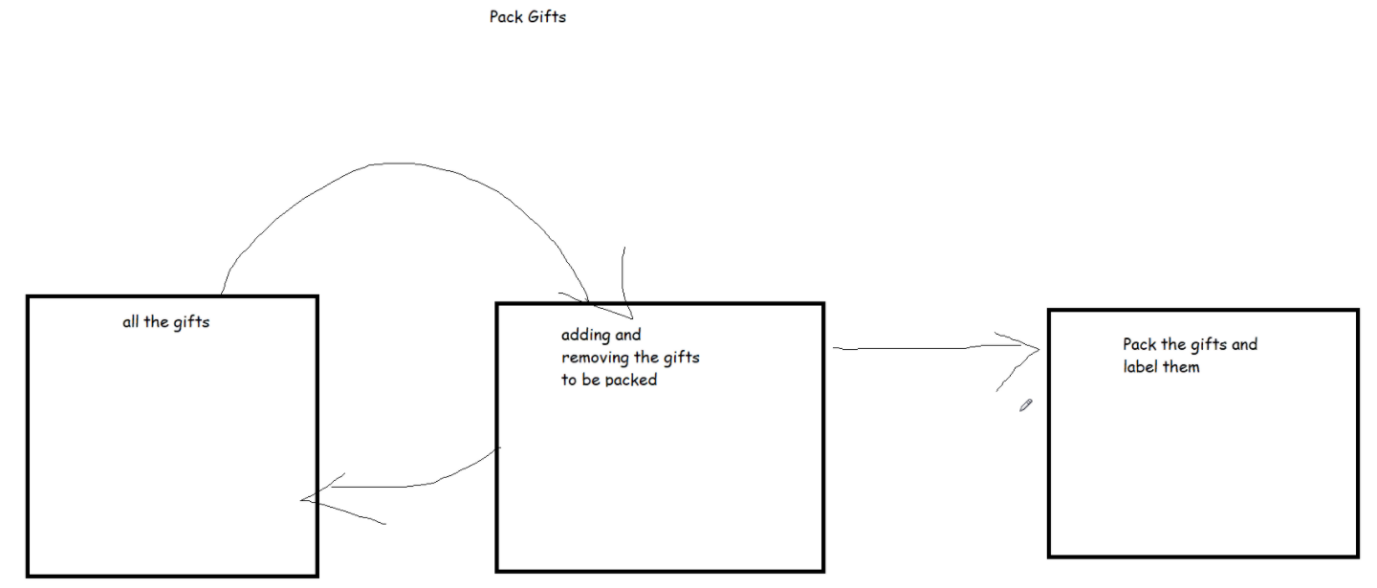 Pack Gifts
all the gifts
adding and
removing the gifts
to be packed
Pack the gifts and
label them